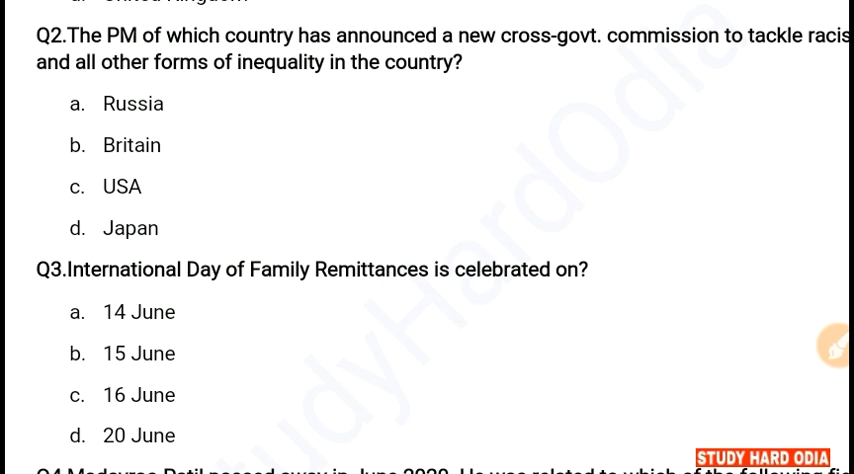 Q2.The PM of which country has announced a new cross-govt. commission to tackle racis
and all other forms of inequality in the country?
a. Russia
b. Britain
c. USA
d. Japan
Q3.International Day of Family Remittances is celebrated on?
a. 14 June
b. 15 June
c. 16 June
d. 20 June
STUDY HARD ODIA